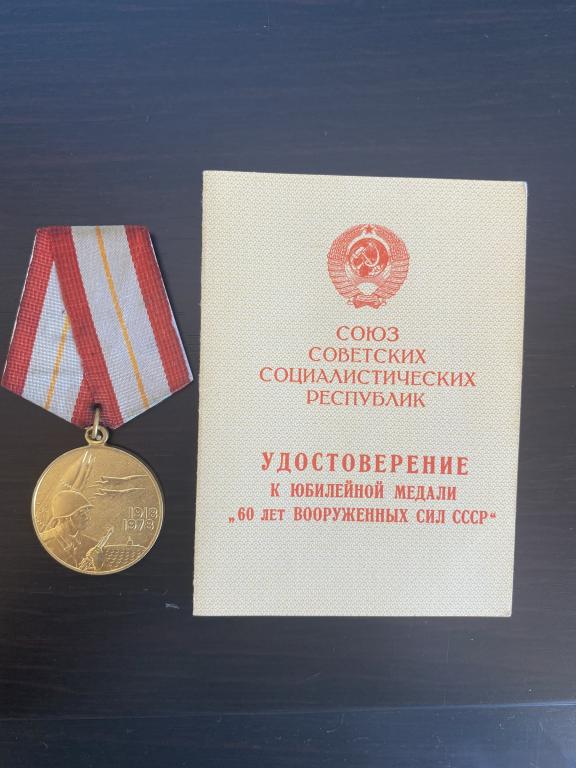 1918
1978
СОЮЗ
СОВЕТСКИХ
СОЦИАЛИСТИЧЕСКИХ
РЕСПУБЛИК
УДОСТОВЕРЕНИЕ
К ЮБИЛЕЙНОЙ МЕДАЛИ
„60 ЛЕТ ВООРУЖЕННЫХ СИЛ СССР“